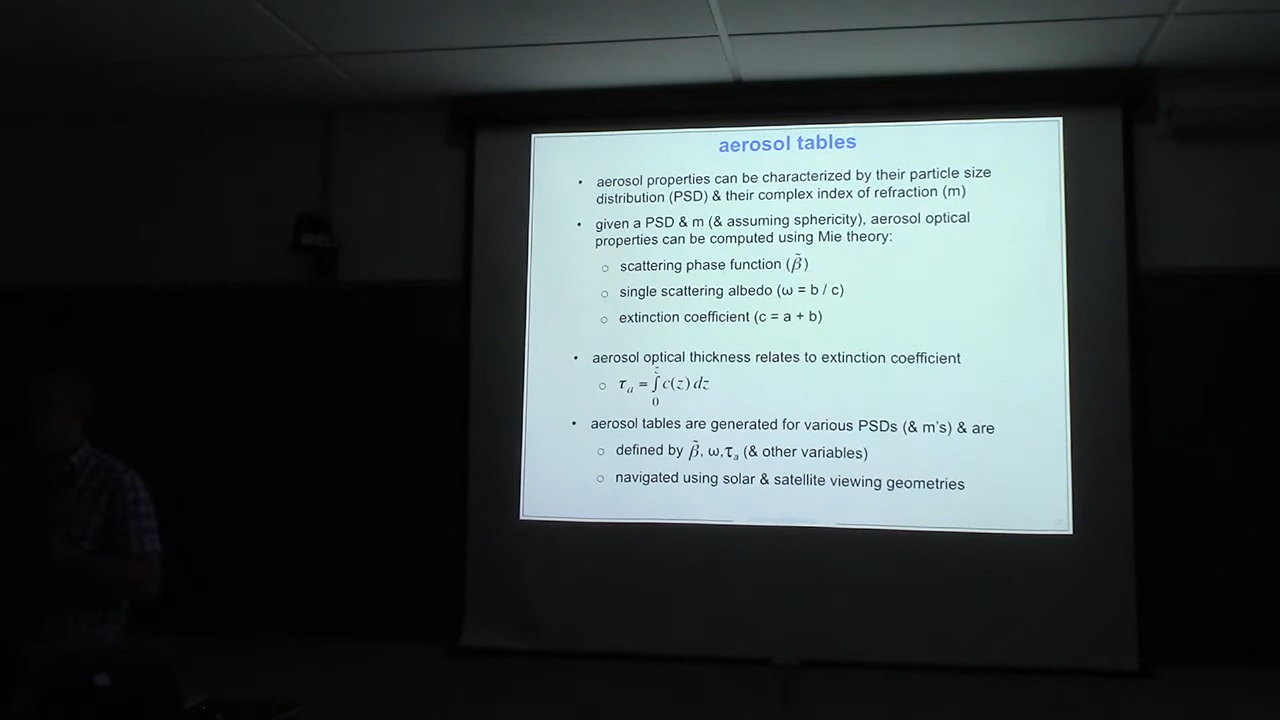 aerosol tables
• aerosol properties can be characterized by their particle size
distribution (PSD) & their complex index of refraction (m)
• given a PSD & m (& assuming sphericity), aerosol optical
properties can be computed using Mie theory:
○ scattering phase function (β̃)
○ single scattering albedo (ω = b / c)
○ extinction coefficient (c = a + b)
• aerosol optical thickness relates to extinction coefficient
○ τₐ = ∫₀ᶻ c(z) dz
• aerosol tables are generated for various PSDs (& m's) & are
○ defined by β̃, ω,τₐ (& other variables)
○ navigated using solar & satellite viewing geometries